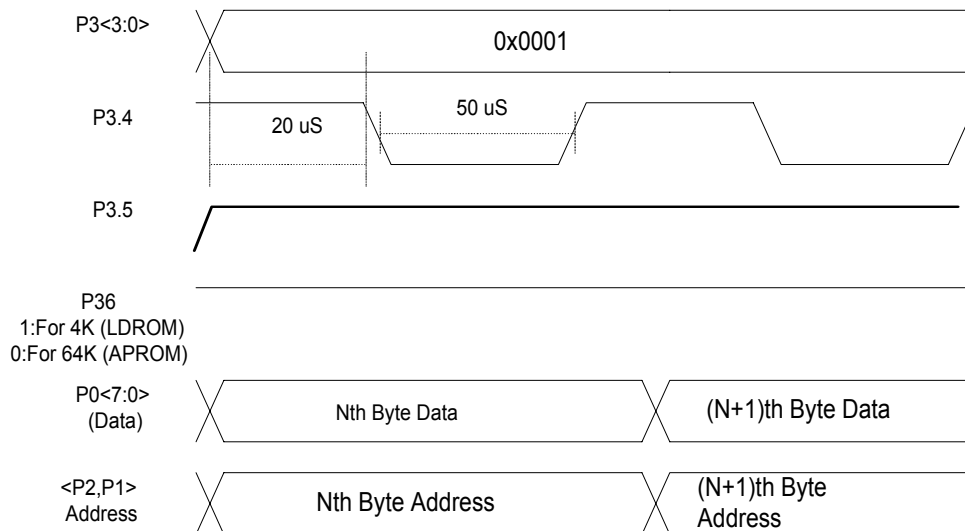 P3<3:0>
0x0001
P3.4
20 uS
50 uS
P3.5
P36
1:For 4K (LDROM)
0:For 64K (APROM)
P0<7:0>
(Data)
Nth Byte Data
(N+1)th Byte Data
<P2,P1>
Address
Nth Byte Address
(N+1)th Byte
Address